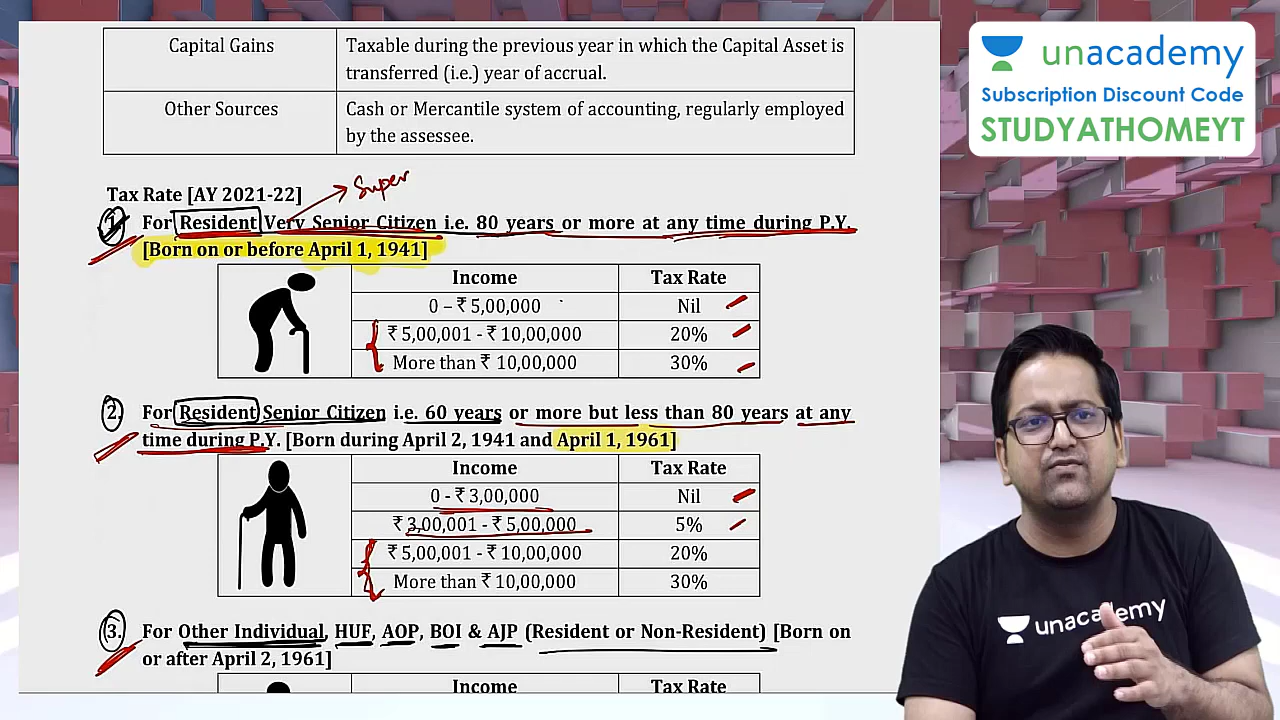 Capital Gains
Taxable during the previous year in which the Capital Asset is
transferred (i.e.) year of accrual.
Other Sources
Cash or Mercantile system of accounting, regularly employed
by the assessee.
Tax Rate [AY 2021-22]
Super
1. For Resident Very Senior Citizen i.e. 80 years or more at any time during P.Y.
[Born on or before April 1, 1941]
Income Tax Rate
0 – ₹ 5,00,000 Nil
₹ 5,00,001 - ₹ 10,00,000 20%
More than ₹ 10,00,000 30%
2. For Resident Senior Citizen i.e. 60 years or more but less than 80 years at any
time during P.Y. [Born during April 2, 1941 and April 1, 1961]
Income Tax Rate
0 - ₹ 3,00,000 Nil
₹ 3,00,001 - ₹ 5,00,000 5%
₹ 5,00,001 - ₹ 10,00,000 20%
More than ₹ 10,00,000 30%
3. For Other Individual, HUF, AOP, BOI & AJP (Resident or Non-Resident) [Born on
or after April 2, 1961]
Income Tax Rate
unacademy
Subscription Discount Code
STUDYATHOMEYT
unacademy